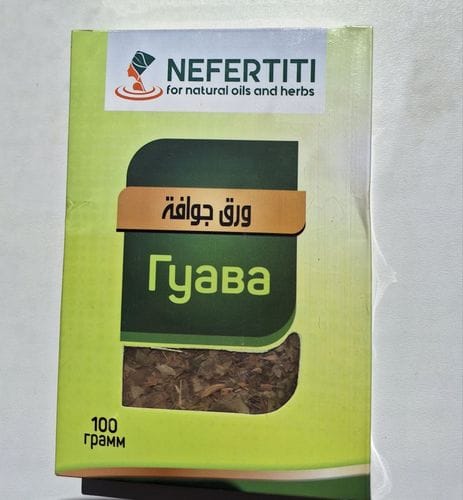 NEFERTITI
for natural oils and herbs
ورق جوافة
Гуава
100
грамм